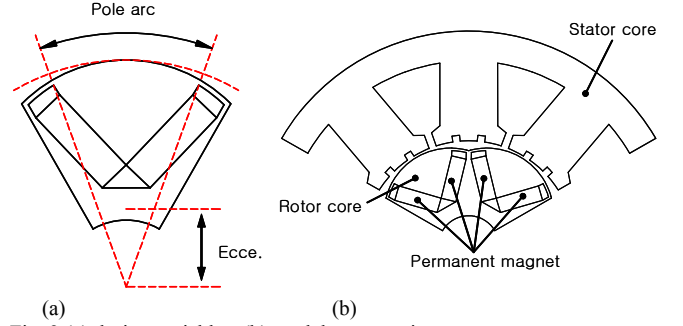 Pole arc
Stator core
Rotor core
Ecce.
Permanent magnet
(a)
(b)